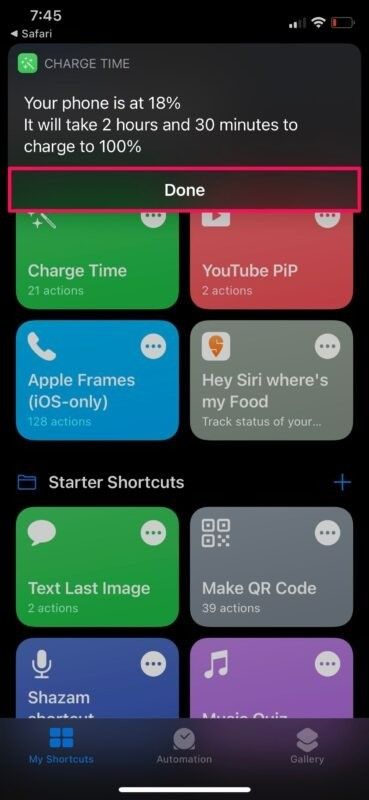 7:45
Safari
CHARGE TIME
Your phone is at 18%
It will take 2 hours and 30 minutes to
charge to 100%
Done
Charge Time
21 actions
YouTube PiP
2 actions
Apple Frames
(iOS-only)
128 actions
Hey Siri where's
my Food
Track status of your...
Starter Shortcuts
Text Last Image
2 actions
Make QR Code
39 actions
Shazam
shortcut
Music Quiz
My Shortcuts
Automation
Gallery